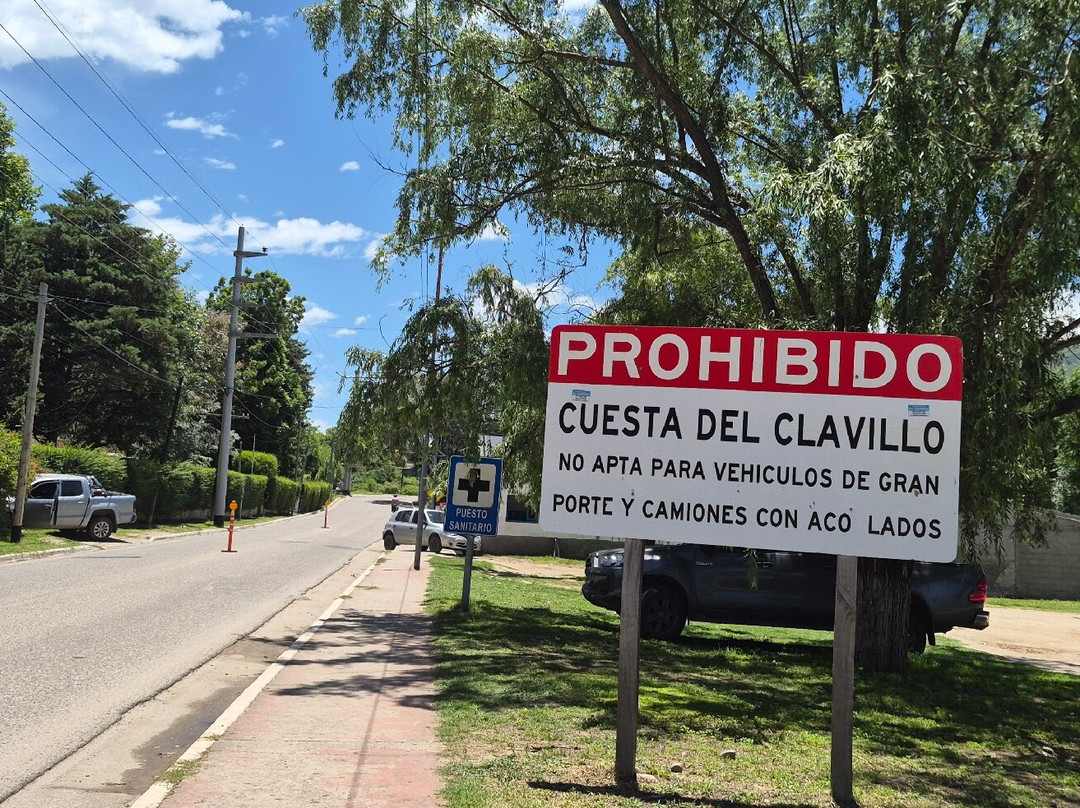 PROHIBIDO
CUESTA DEL CLAVILLO
NO APTA PARA VEHICULOS DE GRAN
PORTE Y CAMIONES CON ACO LADOS
PUESTO
SANITARIO